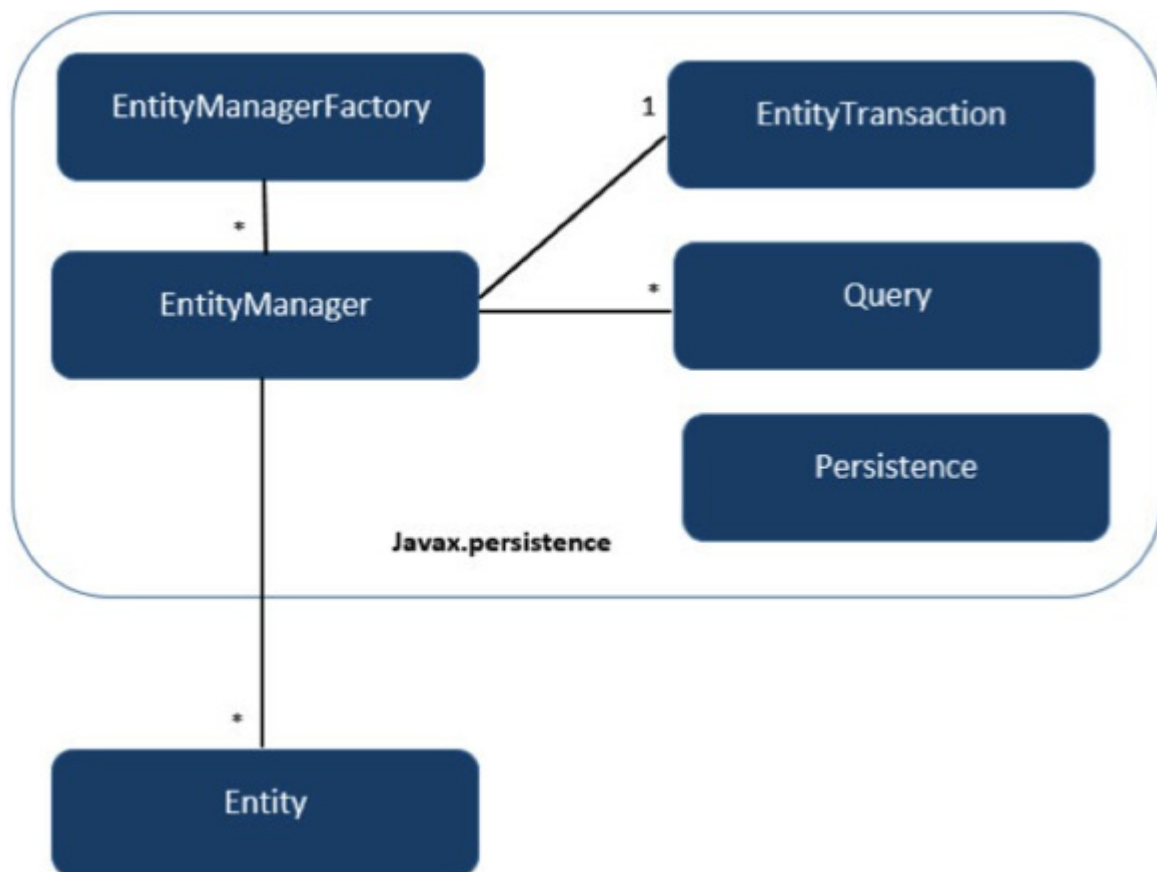 EntityManagerFactory
1
EntityTransaction
*
EntityManager
*
Query
Persistence
Javax.persistence
*
Entity